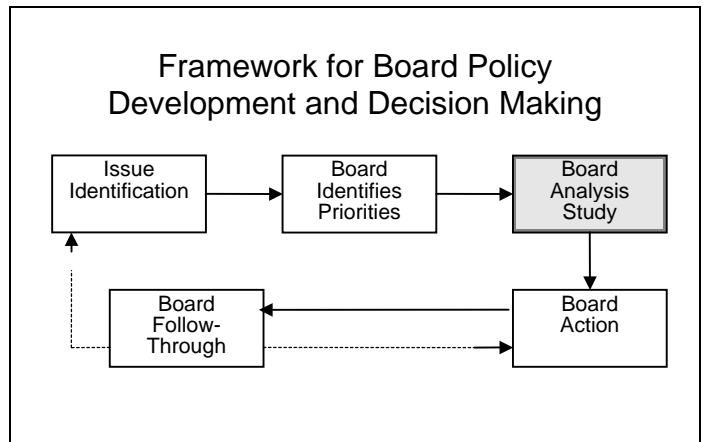 Framework for Board Policy
Development and Decision Making
Issue
Identification
Board
Identifies
Priorities
Board
Analysis
Study
Board
Follow-
Through
Board
Action